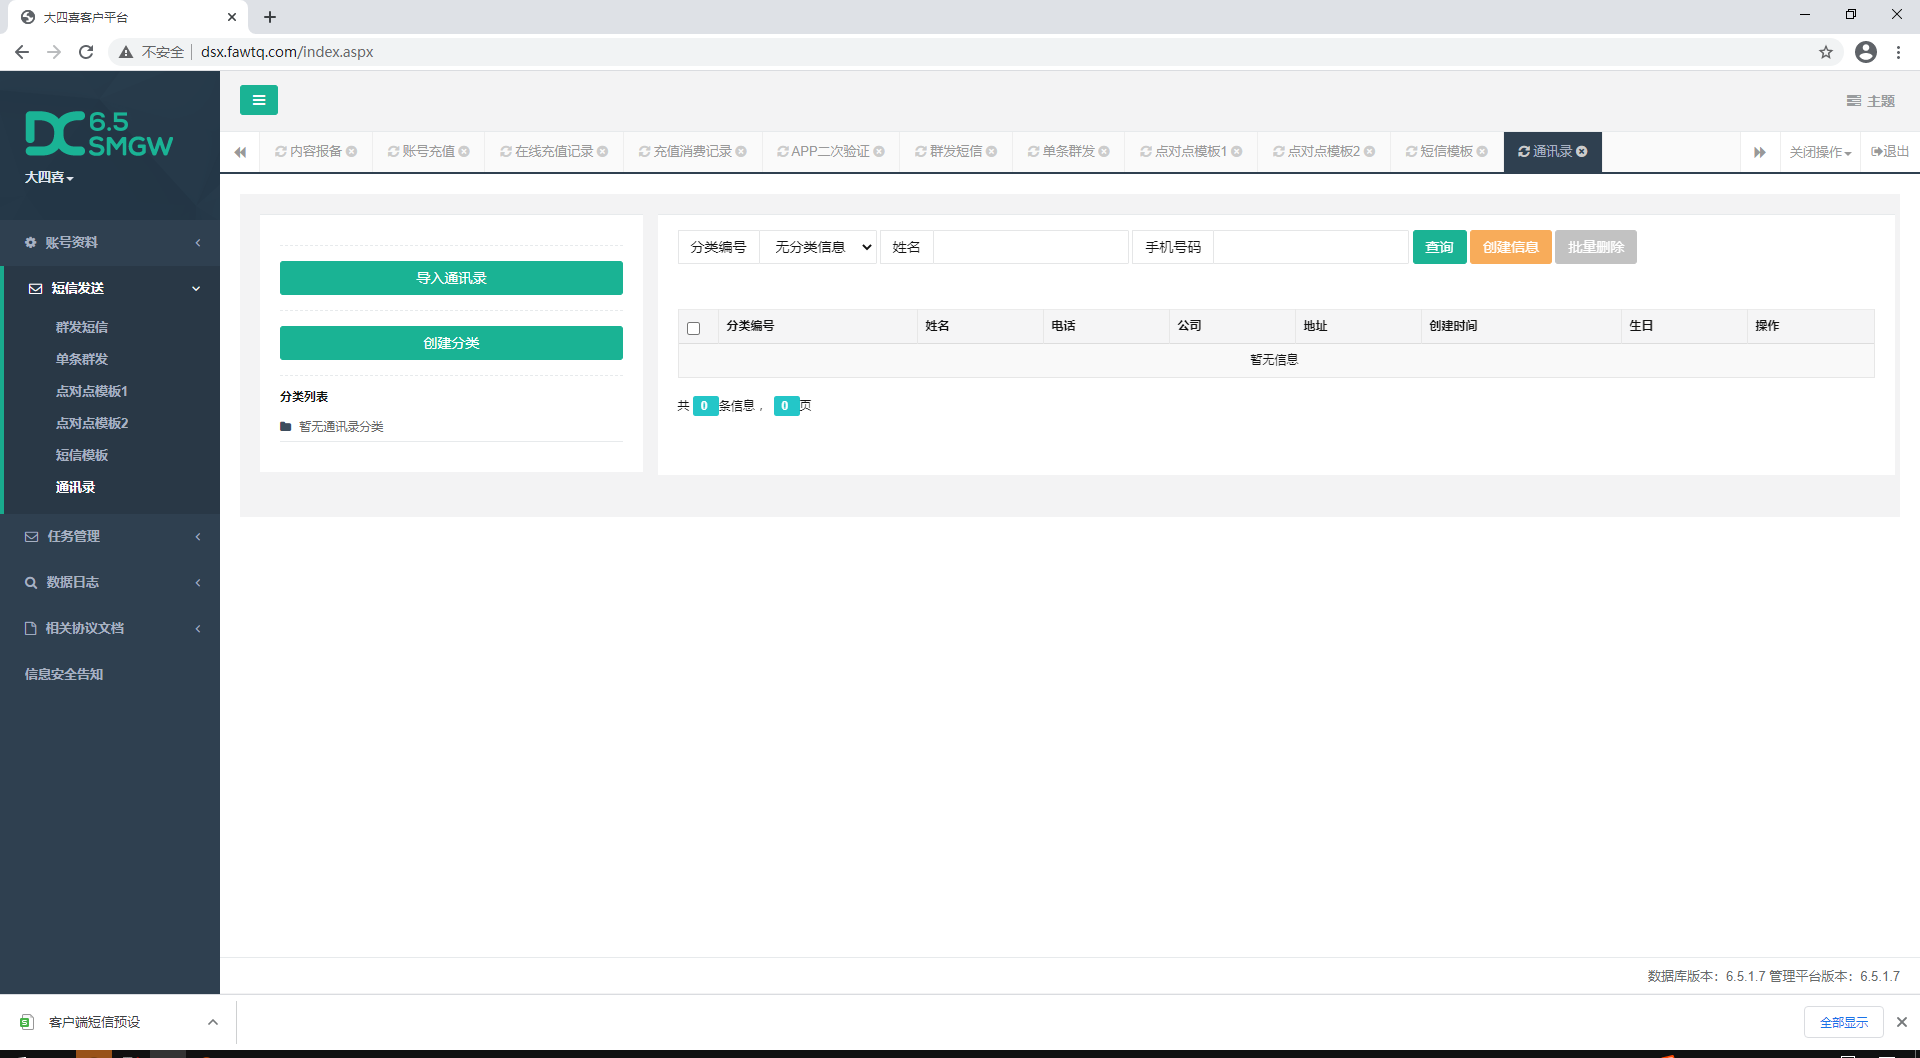 大四喜客户平台
不安全 dsx.fawtq.com/index.aspx
DC 6.5 SMGW
大四喜
主题
内容报备 账号充值 在线充值记录 充值消费记录 APP二次验证 群发短信 单条群发 点对点模板1 点对点模板2 短信模板 通讯录 关闭操作 退出
账号资料
短信发送
群发短信
单条群发
点对点模板1
点对点模板2
短信模板
通讯录
任务管理
数据日志
相关协议文档
信息安全告知
导入通讯录
创建分类
分类列表
暂无通讯录分类
分类编号 无分类信息 姓名 手机号码 查询 创建信息 批量删除
分类编号 姓名 电话 公司 地址 创建时间 生日 操作
暂无信息
共 0 条信息， 0 页
数据库版本：6.5.1.7 管理平台版本：6.5.1.7
客户端短信预设
全部显示